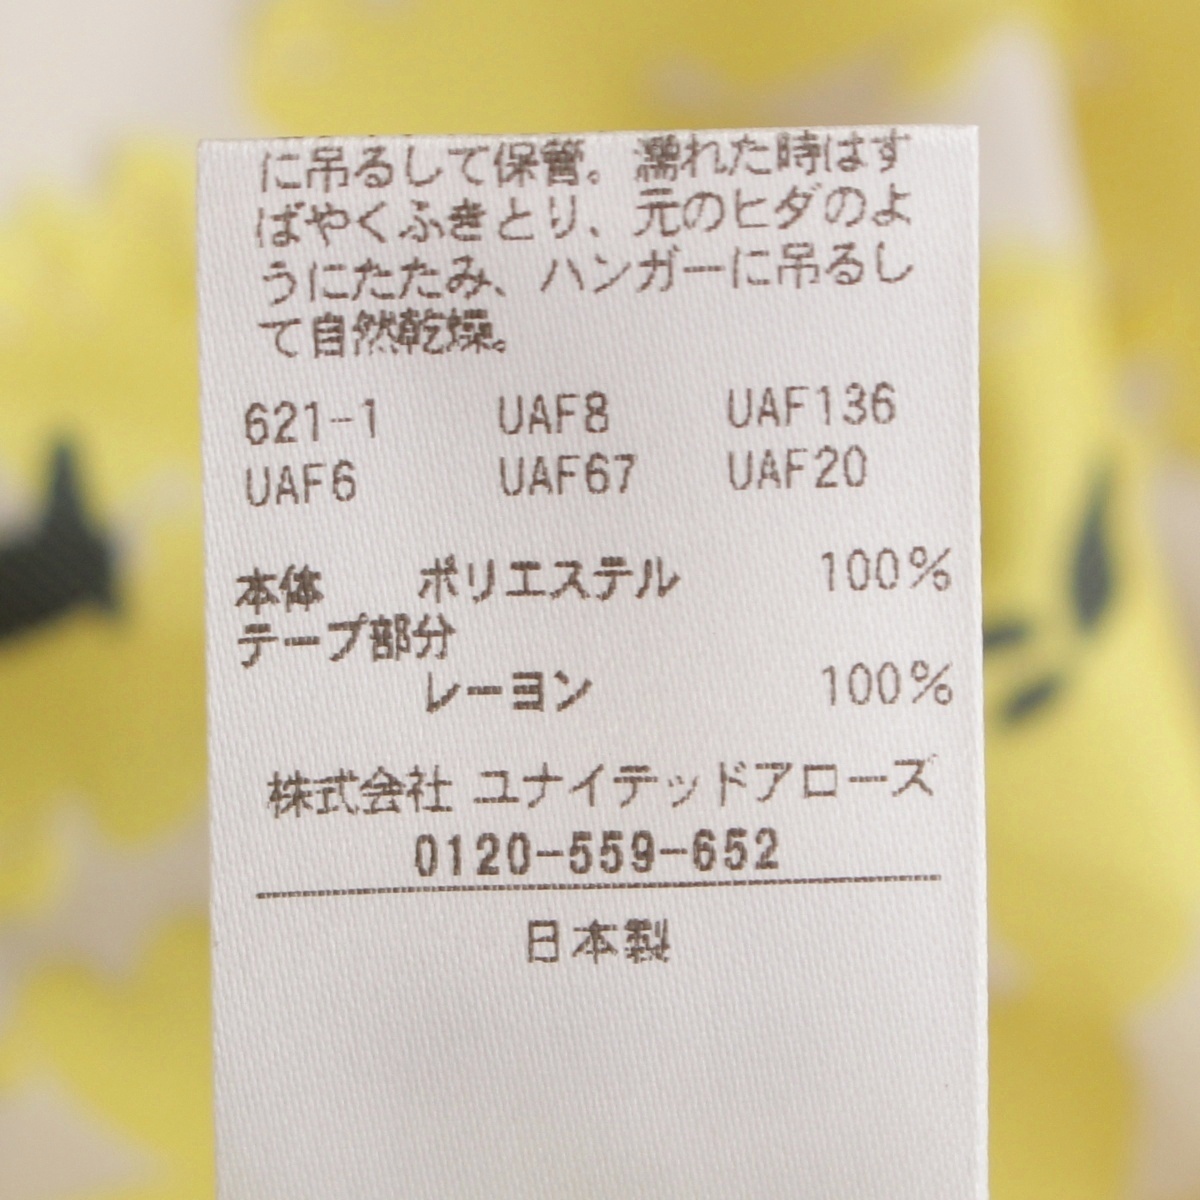 に吊るして保管。濡れた時はす
ばやくふきとり、元のヒダのよ
うにたたみ、ハンガーに吊るし
て自然乾燥。
621-1 UAF8 UAF136
UAF6 UAF67 UAF20
本体 ポリエステル 100%
テープ部分
レーヨン 100%
株式会社 ユナイテッドアローズ
0120-559-652
日本製